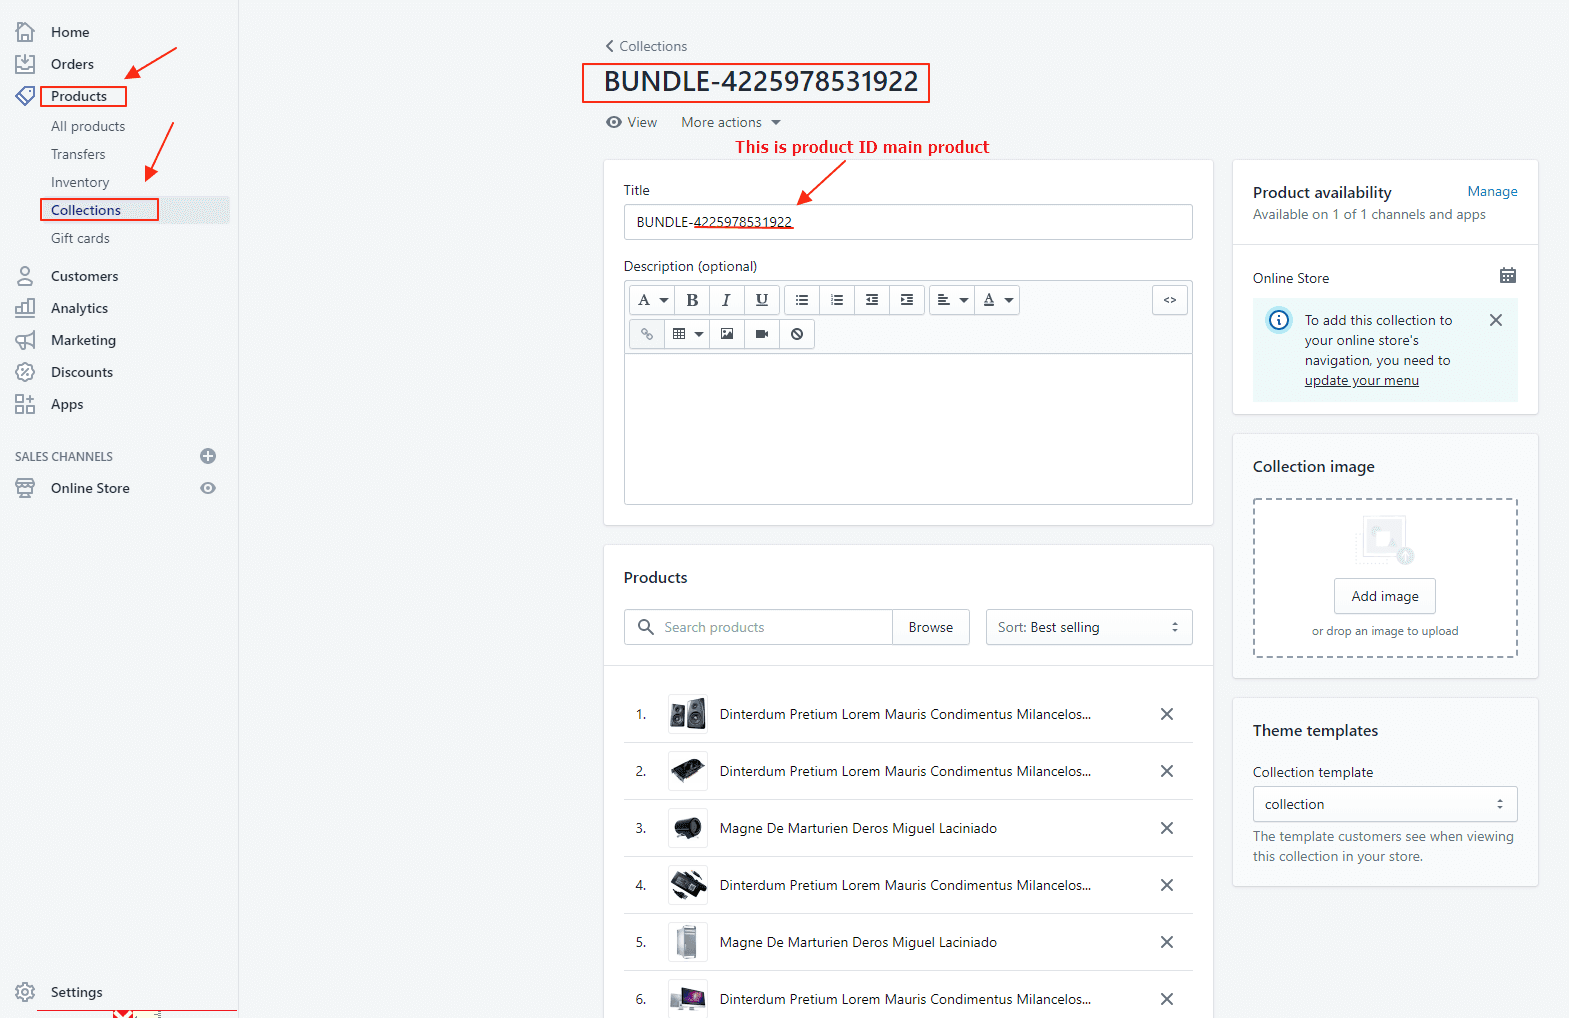 Home
Orders
Products
All products
Transfers
Inventory
Collections
Gift cards
Customers
Analytics
Marketing
Discounts
Apps
SALES CHANNELS
Online Store
Settings
Collections
BUNDLE-4225978531922
View More actions
This is product ID main product
Title
BUNDLE-4225978531922
Description (optional)
A B I U A <>
Products
Search products Browse Sort: Best selling
1. Dinterdum Pretium Lorem Mauris Condimentus Milancelos...
2. Dinterdum Pretium Lorem Mauris Condimentus Milancelos...
3. Magne De Marturien Deros Miguel Laciniado
4. Dinterdum Pretium Lorem Mauris Condimentus Milancelos...
5. Magne De Marturien Deros Miguel Laciniado
6. Dinterdum Pretium Lorem Mauris Condimentus Milancelos...
Product availability Manage
Available on 1 of 1 channels and apps
Online Store
To add this collection to
your online store's
navigation, you need to
update your menu
Collection image
Add image
or drop an image to upload
Theme templates
Collection template
collection
The template customers see when viewing
this collection in your store.